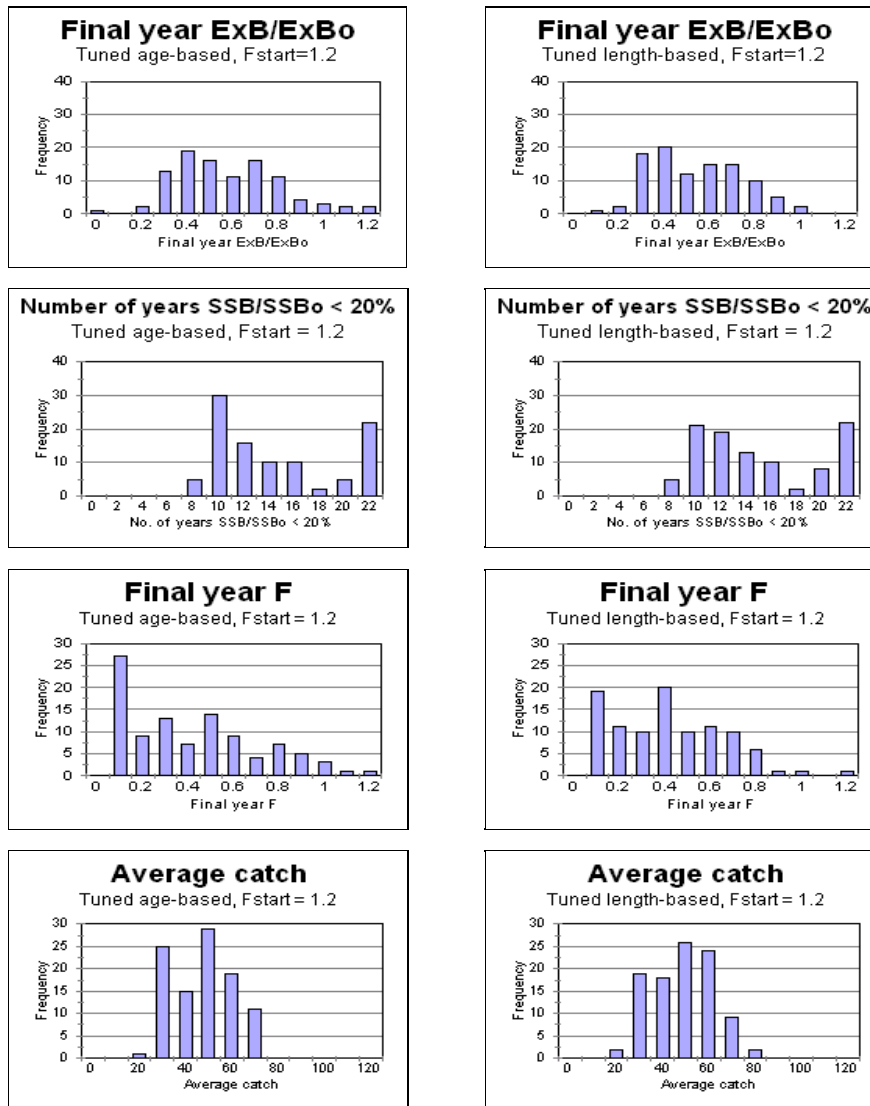 Final year ExB/ExBo
Tuned age-based, Fstart=1.2
40
30
20
10
0
Frequency
0 0.2 0.4 0.6 0.8 1 1.2
Final year ExB/ExBo
Final year ExB/ExBo
Tuned length-based, Fstart=1.2
40
30
20
10
0
Frequency
0 0.2 0.4 0.6 0.8 1 1.2
Final year ExB/ExBo
Number of years SSB/SSBo < 20%
Tuned age-based, Fstart = 1.2
40
30
20
10
0
Frequency
0 2 4 6 8 10 12 14 16 18 20 22
No. of years SSB/SSBo < 20%
Number of years SSB/SSBo < 20%
Tuned length-based, Fstart = 1.2
40
30
20
10
0
Frequency
0 2 4 6 8 10 12 14 16 18 20 22
No. of years SSB/SSBo < 20%
Final year F
Tuned age-based, Fstart = 1.2
30
25
20
15
10
5
0
Frequency
0 0.2 0.4 0.6 0.8 1 1.2
Final year F
Final year F
Tuned length-based, Fstart = 1.2
30
25
20
15
10
5
0
Frequency
0 0.2 0.4 0.6 0.8 1 1.2
Final year F
Average catch
Tuned age-based, Fstart = 1.2
30
25
20
15
10
5
0
Frequency
0 20 40 60 80 100 120
Average catch
Average catch
Tuned length-based, Fstart = 1.2
30
25
20
15
10
5
0
Frequency
0 20 40 60 80 100 120
Average catch